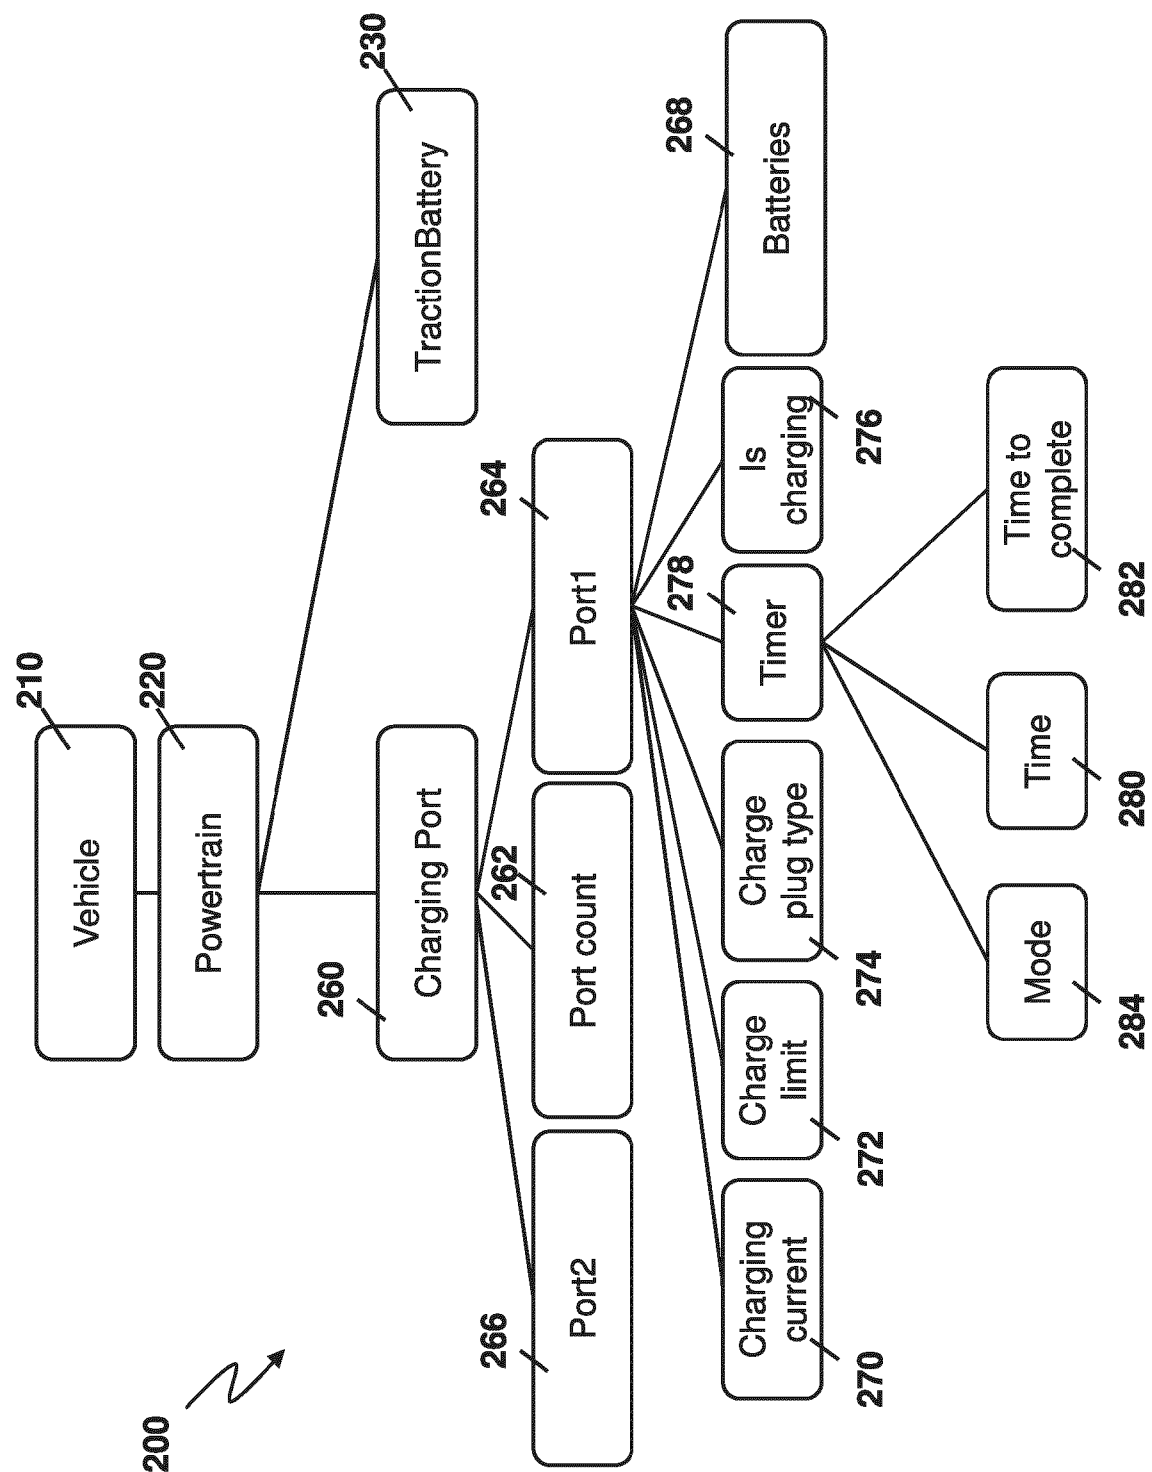 200
210
Vehicle
220
Powertrain
260
Charging Port
230
TractionBattery
266
Port2
262
Port count
264
Port1
Charging
current
270
Charge
limit
272
Charge
plug type
274
278
Timer
Is
charging
276
268
Batteries
Mode
284
Time
280
Time to
complete
282